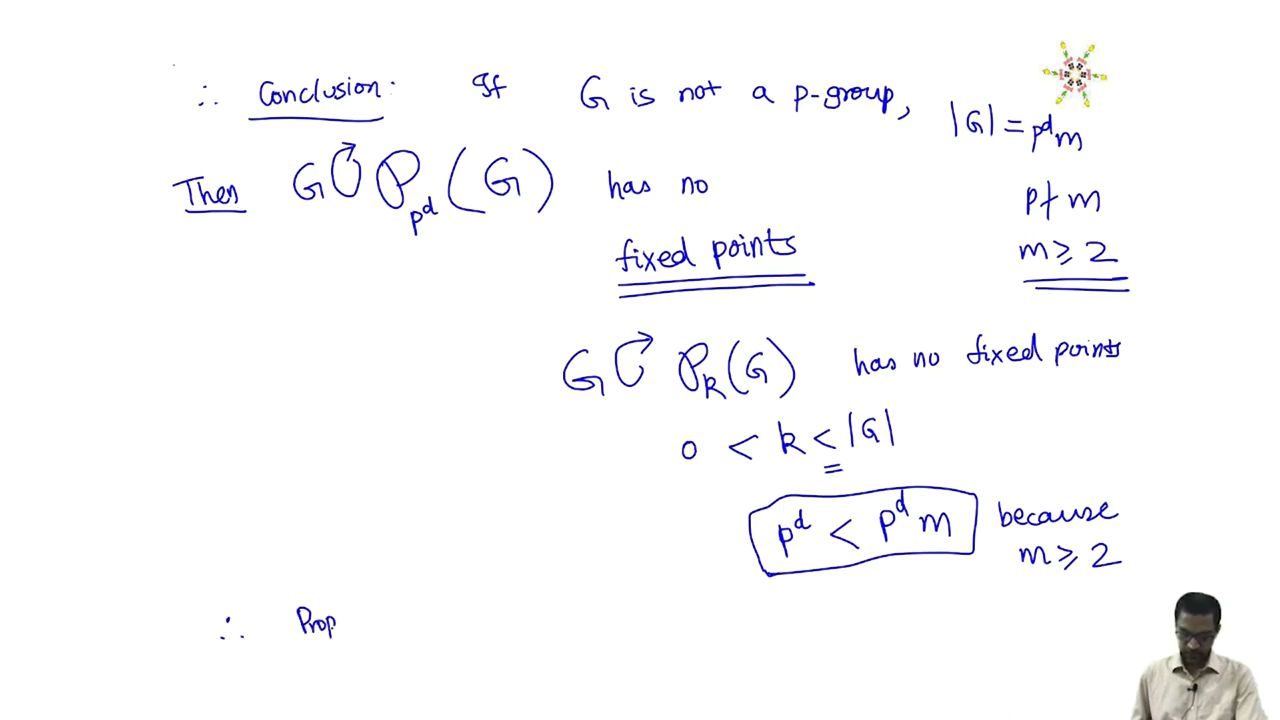 ∴ Conclusion: If G is not a p-group, |G| = p^d m
Then G ↻ P_{p^d}(G) has no p ∤ m
fixed points m ≥ 2
G ↻ P_k(G) has no fixed points
0 < k < |G|
p^d < p^d m because
m ≥ 2
∴ Prop